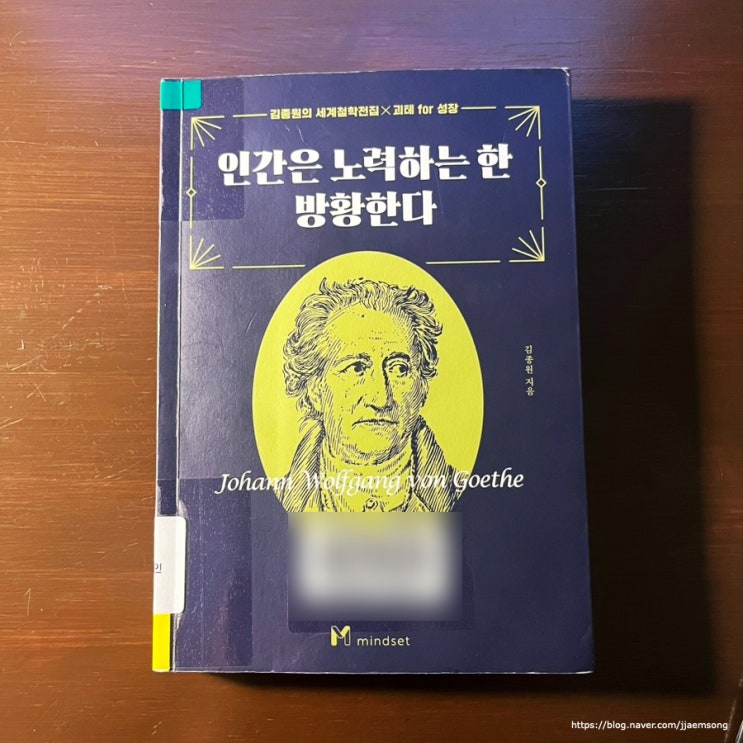 김종원의 세계철학전집×괴테 for 성장
인간은 노력하는 한
방황한다
김종원 지음
Johann Wolfgang von Goethe
인
mindset
https://blog.naver.com/jjaemsong